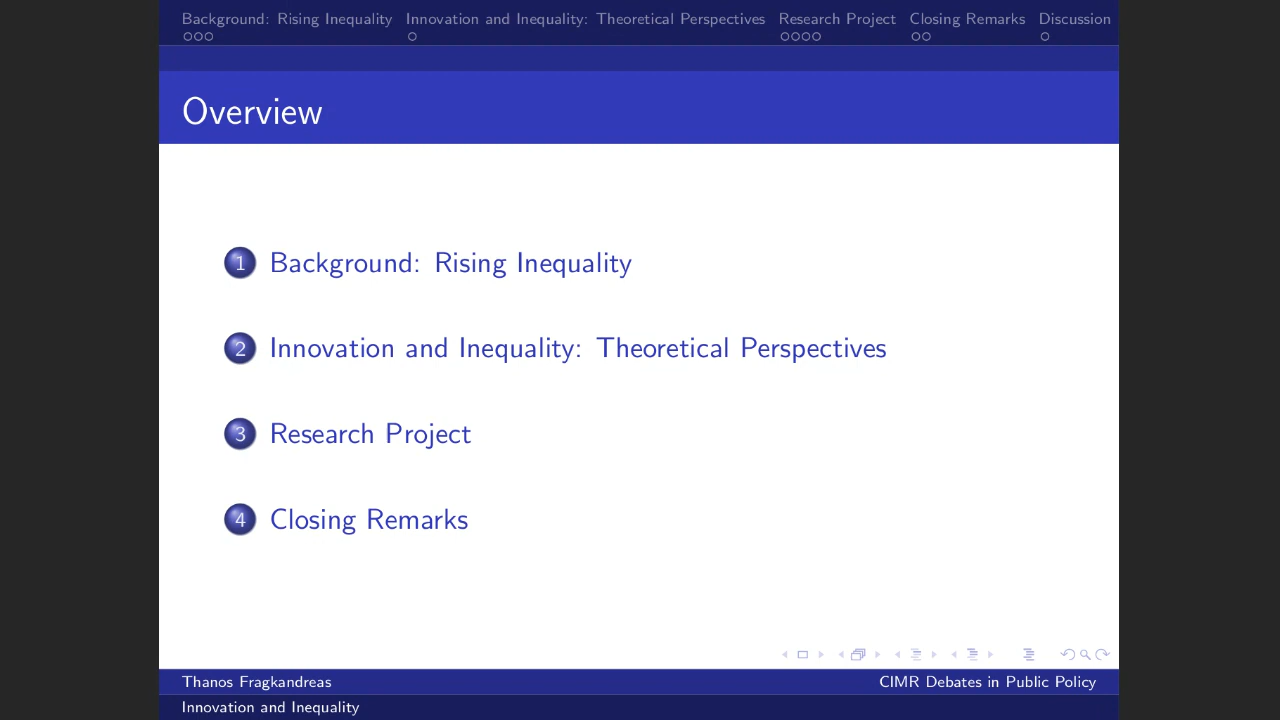 Background: Rising Inequality Innovation and Inequality: Theoretical Perspectives Research Project Closing Remarks Discussion
Overview
1 Background: Rising Inequality
2 Innovation and Inequality: Theoretical Perspectives
3 Research Project
4 Closing Remarks
Thanos Fragkandreas CIMR Debates in Public Policy
Innovation and Inequality